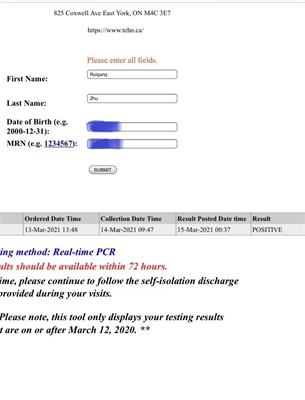 825 Coxwell Ave East York, ON M4C 3E7
https://www.tehn.ca/
Please enter all fields.
First Name:
Ruiqang
Last Name:
Zhu
Date of Birth (e.g.
2000-12-31):
MRN (e.g. 1234567):
SUBMIT
Ordered Date Time Collection Date Time Result Posted Date time Result
13-Mar-2021 13:48 14-Mar-2021 09:47 15-Mar-2021 00:37 POSITIVE
ing method: Real-time PCR
ults should be available within 72 hours.
ime, please continue to follow the self-isolation discharge
provided during your visits.
Please note, this tool only displays your testing results
t are on or after March 12, 2020. **